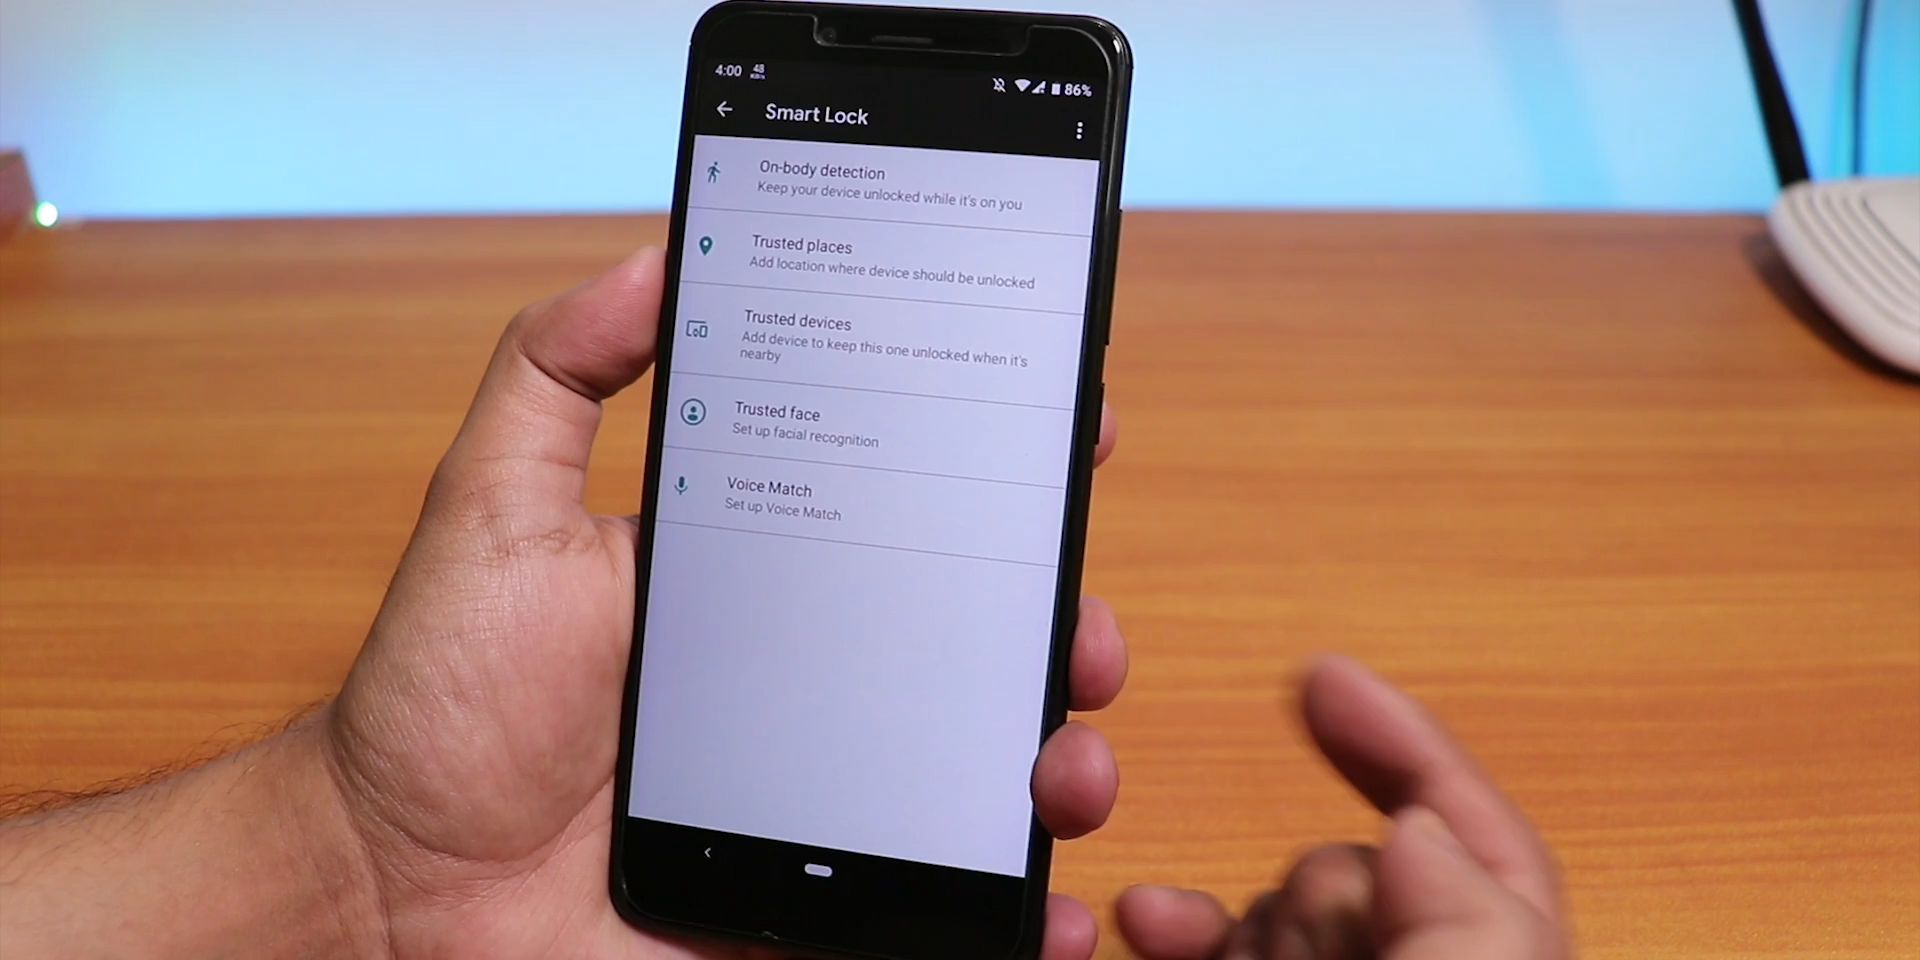 4:00 48 KB/s 86%
Smart Lock
On-body detection
Keep your device unlocked while it's on you
Trusted places
Add location where device should be unlocked
Trusted devices
Add device to keep this one unlocked when it's
nearby
Trusted face
Set up facial recognition
Voice Match
Set up Voice Match